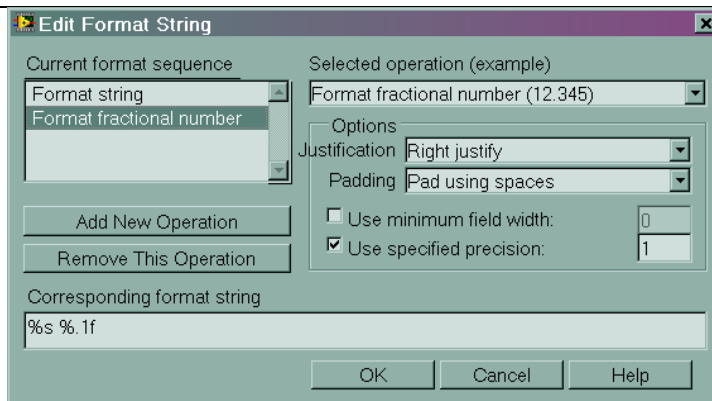 Edit Format String
Current format sequence
Format string
Format fractional number
Add New Operation
Remove This Operation
Selected operation (example)
Format fractional number (12.345)
Options
Justification Right justify
Padding Pad using spaces
Use minimum field width: 0
Use specified precision: 1
Corresponding format string
%s %.1f
OK Cancel Help